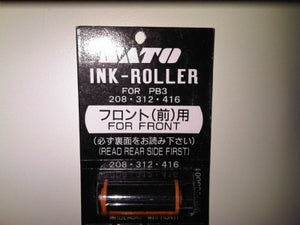 SATO
INK-ROLLER
FOR PB3
208・312・416
フロント(前)用
FOR FRONT
(必ず裏面をお読み下さい)
(READ REAR SIDE FIRST)
208・312・416